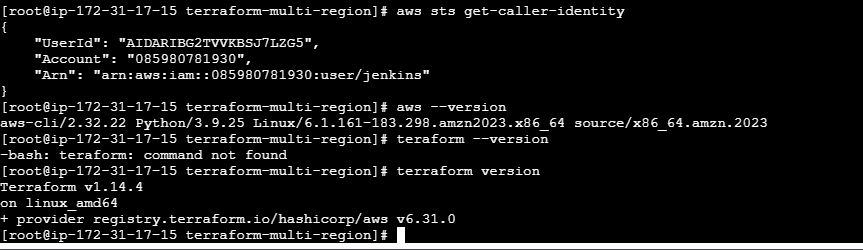 [root@ip-172-31-17-15 terraform-multi-region]# aws sts get-caller-identity
{
    "UserId": "AIDARIBG2TVVKBSJ7LZG5",
    "Account": "085980781930",
    "Arn": "arn:aws:iam::085980781930:user/jenkins"
}
[root@ip-172-31-17-15 terraform-multi-region]# aws --version
aws-cli/2.32.22 Python/3.9.25 Linux/6.1.161-183.298.amzn2023.x86_64 source/x86_64.amzn.2023
[root@ip-172-31-17-15 terraform-multi-region]# teraform --version
-bash: teraform: command not found
[root@ip-172-31-17-15 terraform-multi-region]# terraform version
Terraform v1.14.4
on linux_amd64
+ provider registry.terraform.io/hashicorp/aws v6.31.0
[root@ip-172-31-17-15 terraform-multi-region]#